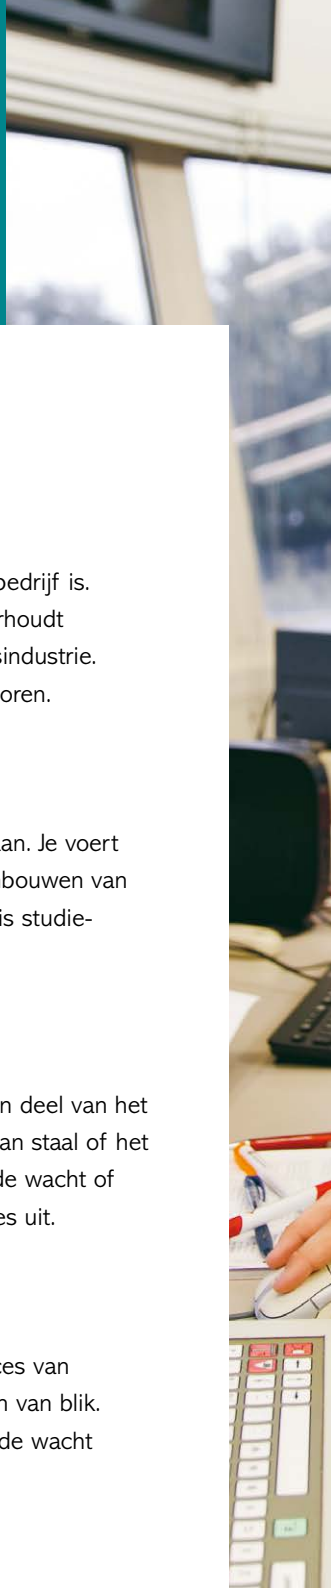 bedrijf is.
rhoudt
sindustrie.
oren.
an. Je voert
bouwen van
is studie-
n deel van het
an staal of het
de wacht of
es uit.
ces van
n van blik.
de wacht